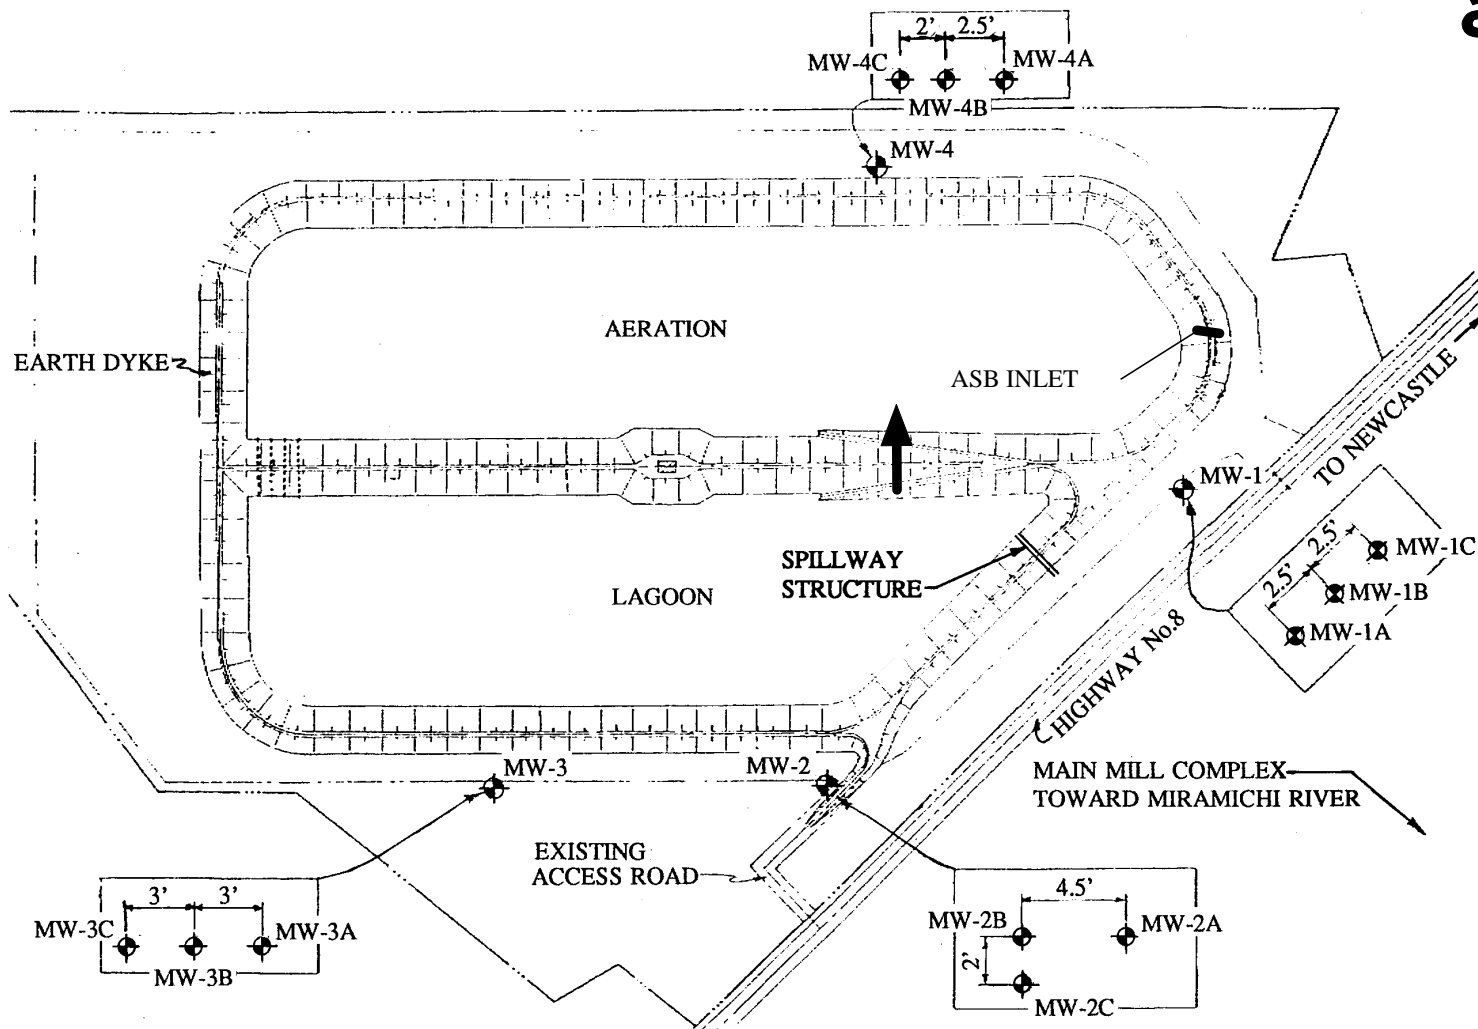 2'
2.5'
MW-4C
MW-4A
MW-4B
MW-4
AERATION
EARTH DYKE
ASB INLET
TO NEWCASTLE
MW-1
2.5'
MW-1C
2.5'
MW-1B
MW-1A
SPILLWAY
STRUCTURE
LAGOON
HIGHWAY No.8
MW-3
MW-2
MAIN MILL COMPLEX
TOWARD MIRAMICHI RIVER
EXISTING
ACCESS ROAD
3'
3'
MW-3C
MW-3A
MW-3B
4.5'
MW-2B
MW-2A
2'
MW-2C